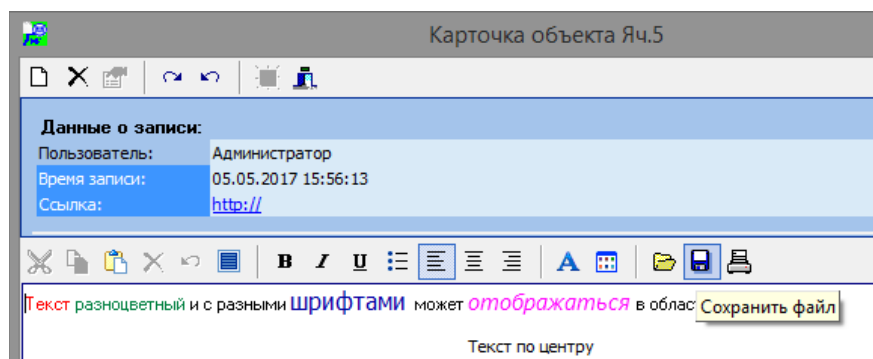 Карточка объекта Яч.5
Данные о записи:
Пользователь: Администратор
Время записи: 05.05.2017 15:56:13
Ссылка: http://
B I U A
Текст разноцветный и с разными шрифтами может отображаться в облас
Сохранить файл
Текст по центру